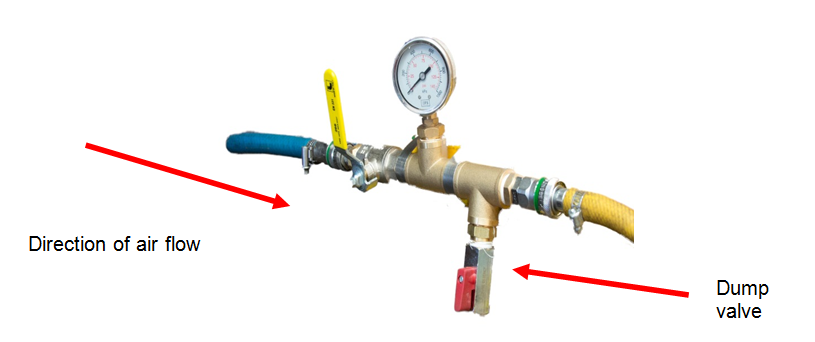 Direction of air flow
Dump
valve